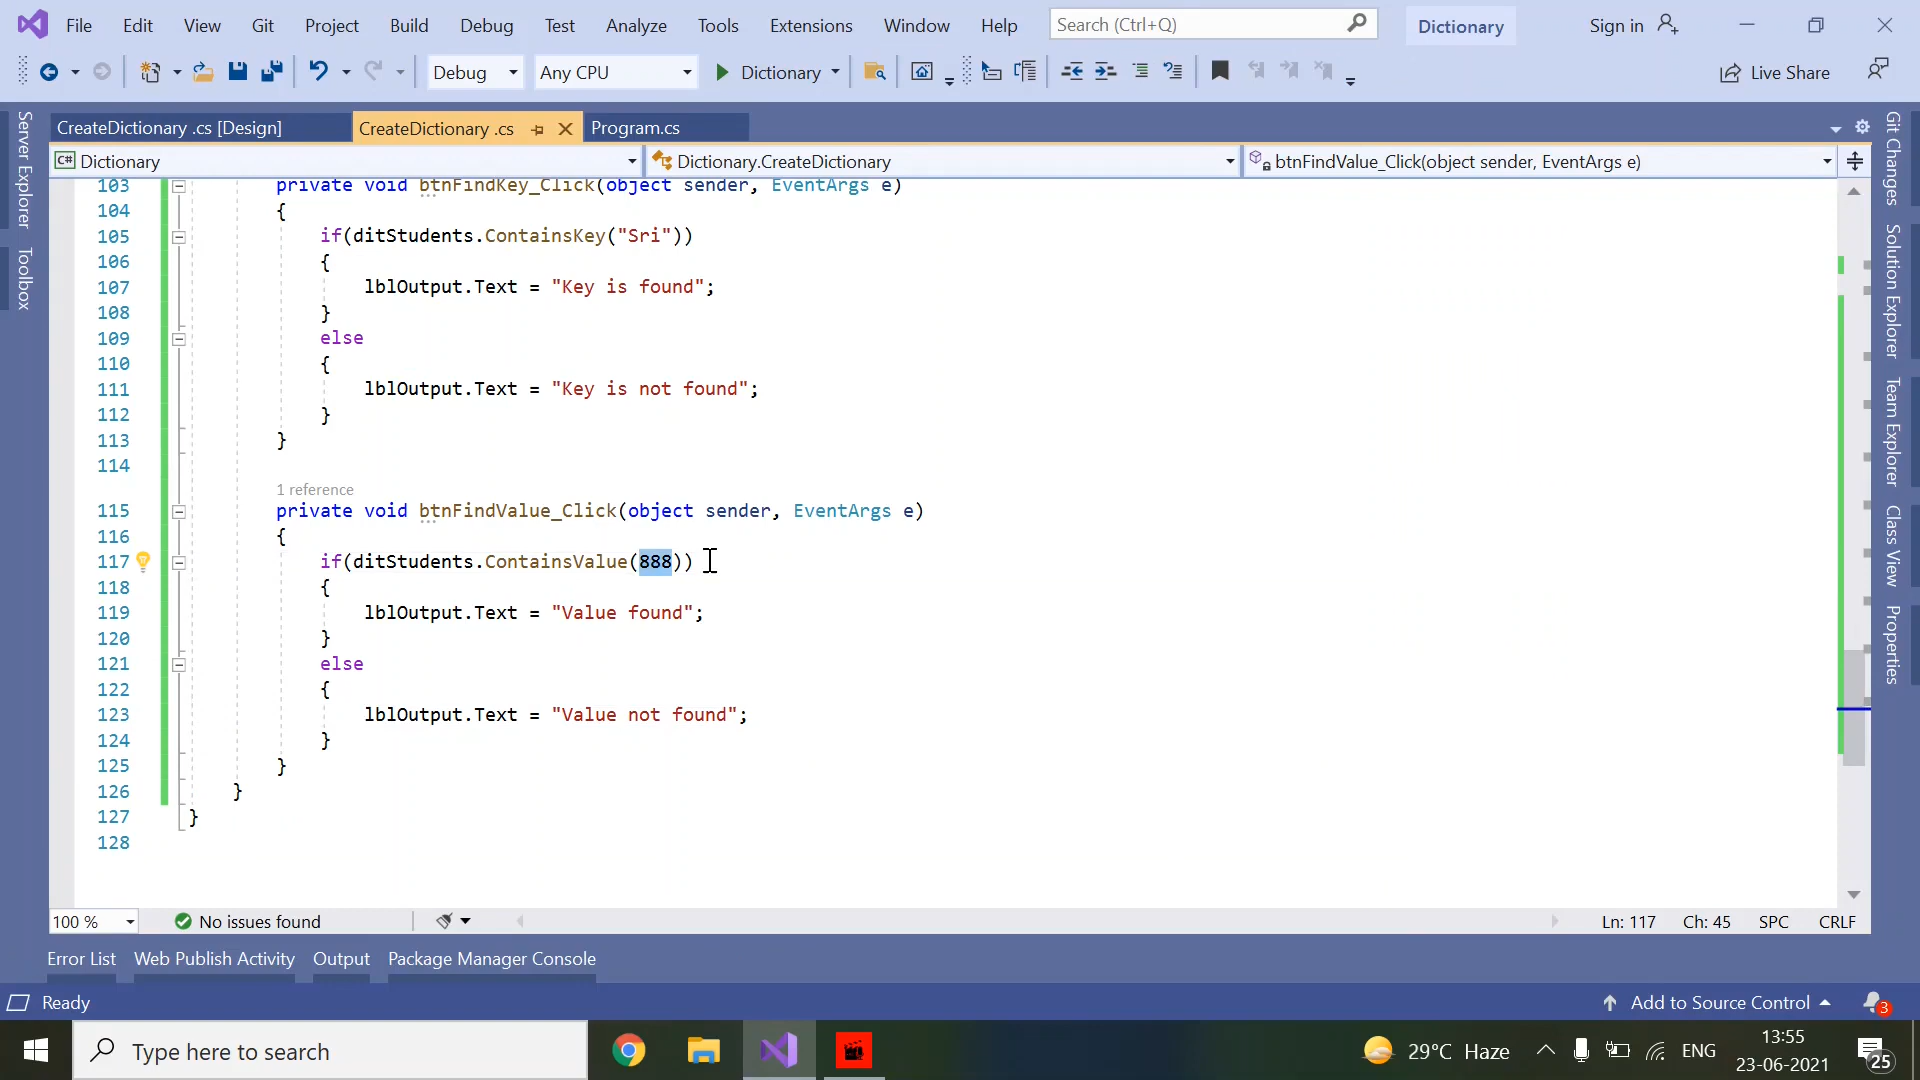 File Edit View Git Project Build Debug Test Analyze Tools Extensions Window Help Search (Ctrl+Q) Dictionary Sign in
Debug Any CPU Dictionary Live Share
CreateDictionary .cs [Design] CreateDictionary .cs Program.cs
C# Dictionary Dictionary.CreateDictionary btnFindValue_Click(object sender, EventArgs e)
Server Explorer
Toolbox
Git Changes
Solution Explorer
Team Explorer
Class View
Properties
103 private void btnFindKey_Click(object sender, EventArgs e)
104 {
105 if(ditStudents.ContainsKey("Sri"))
106 {
107 lblOutput.Text = "Key is found";
108 }
109 else
110 {
111 lblOutput.Text = "Key is not found";
112 }
113 }
114
1 reference
115 private void btnFindValue_Click(object sender, EventArgs e)
116 {
117 if(ditStudents.ContainsValue(888))
118 {
119 lblOutput.Text = "Value found";
120 }
121 else
122 {
123 lblOutput.Text = "Value not found";
124 }
125 }
126 }
127 }
128
100 % No issues found Ln: 117 Ch: 45 SPC CRLF
Error List Web Publish Activity Output Package Manager Console
Ready Add to Source Control 3
Type here to search 29°C Haze ENG 13:55
23-06-2021 25